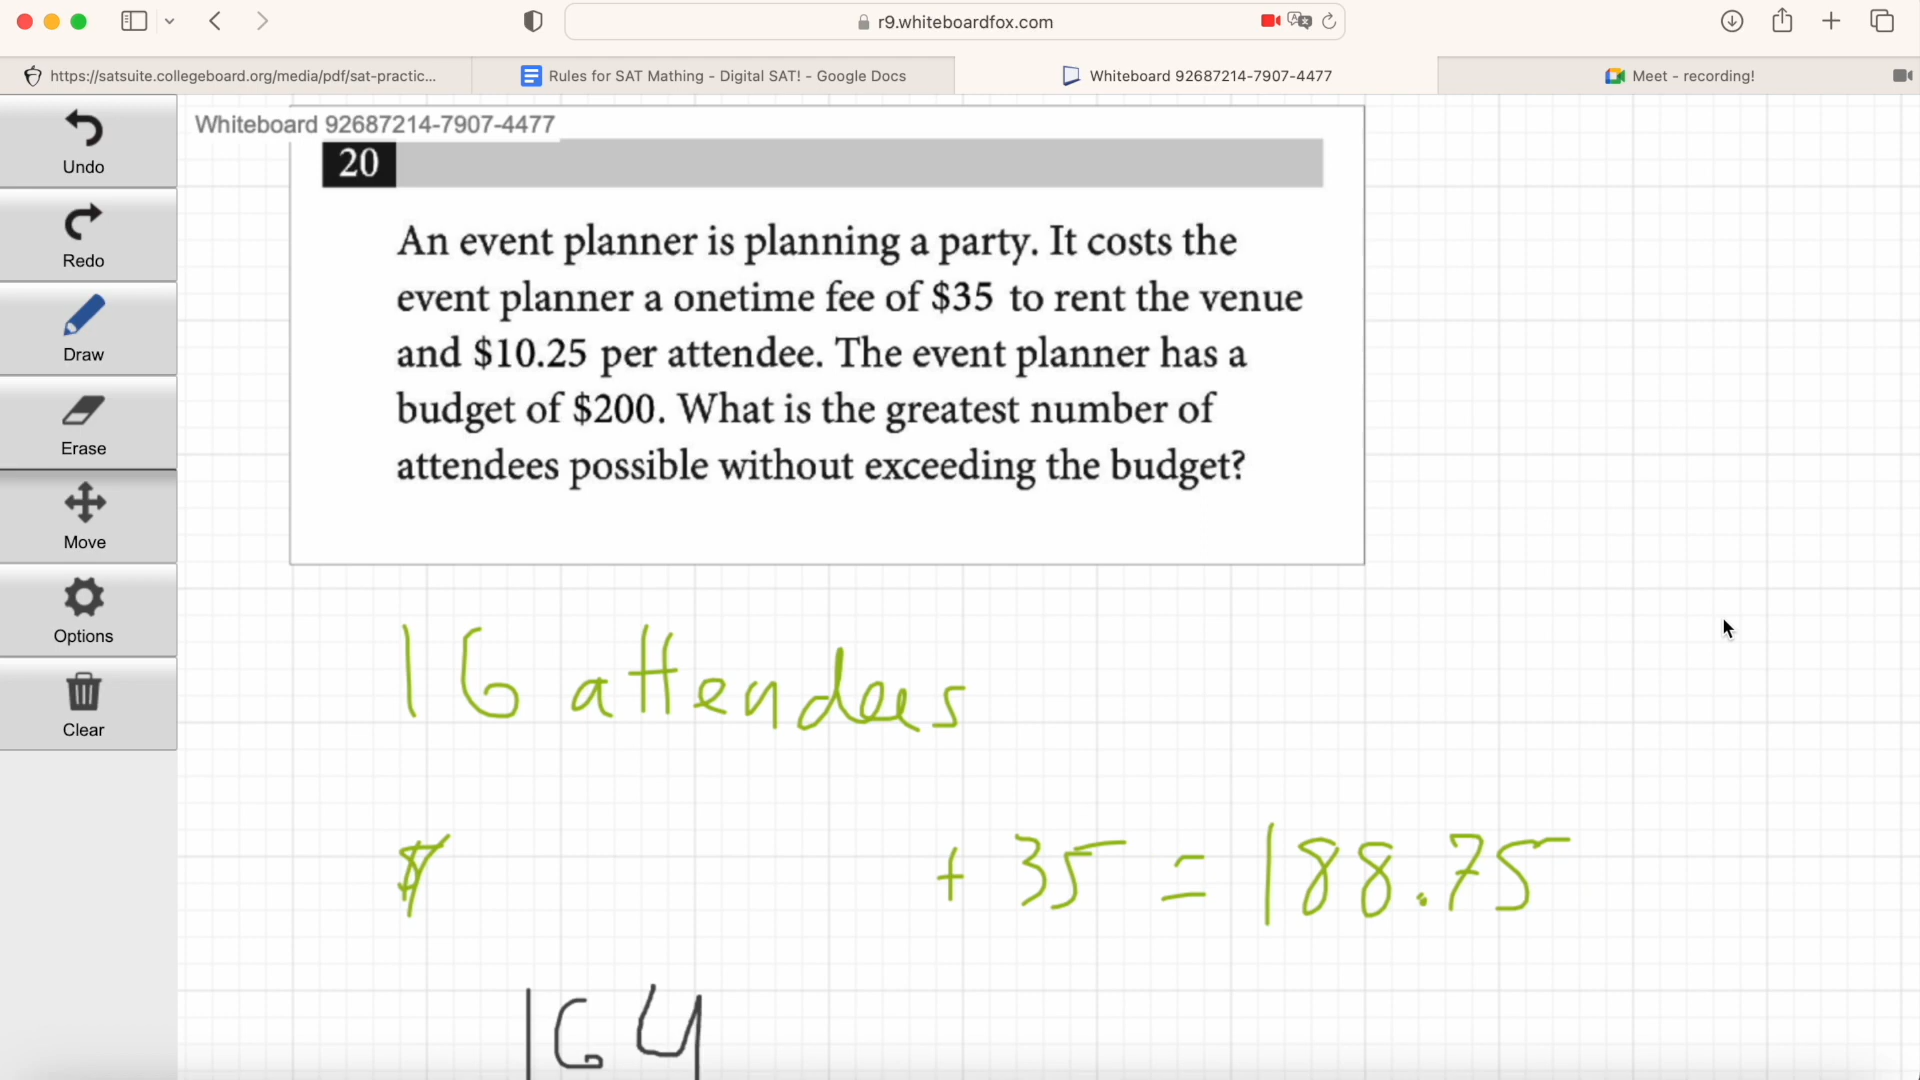 r9.whiteboardfox.com
https://satsuite.collegeboard.org/media/pdf/sat-practic...
Rules for SAT Mathing - Digital SAT! - Google Docs
Whiteboard 92687214-7907-4477
Meet - recording!
Undo
Redo
Draw
Erase
Move
Options
Clear
Whiteboard 92687214-7907-4477
20
An event planner is planning a party. It costs the
event planner a onetime fee of $35 to rent the venue
and $10.25 per attendee. The event planner has a
budget of $200. What is the greatest number of
attendees possible without exceeding the budget?
16 attendees
$ + 35 = 188.75
164